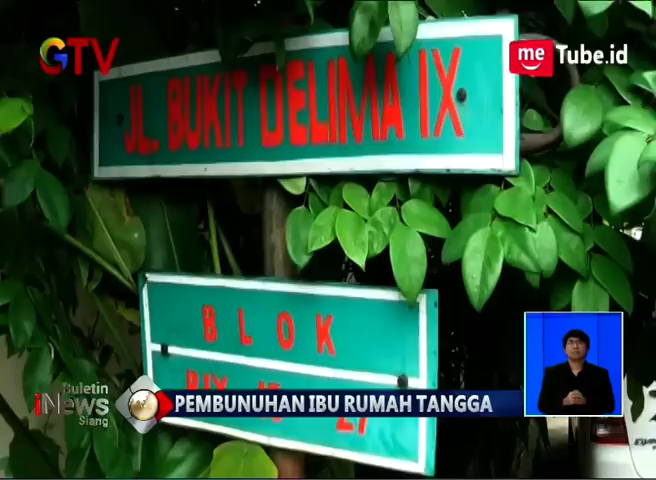 GTV
me Tube.id
JL. BUKIT DELIMA IX
BLOK
Buletin
iNews
Siang
PEMBUNUHAN IBU RUMAH TANGGA